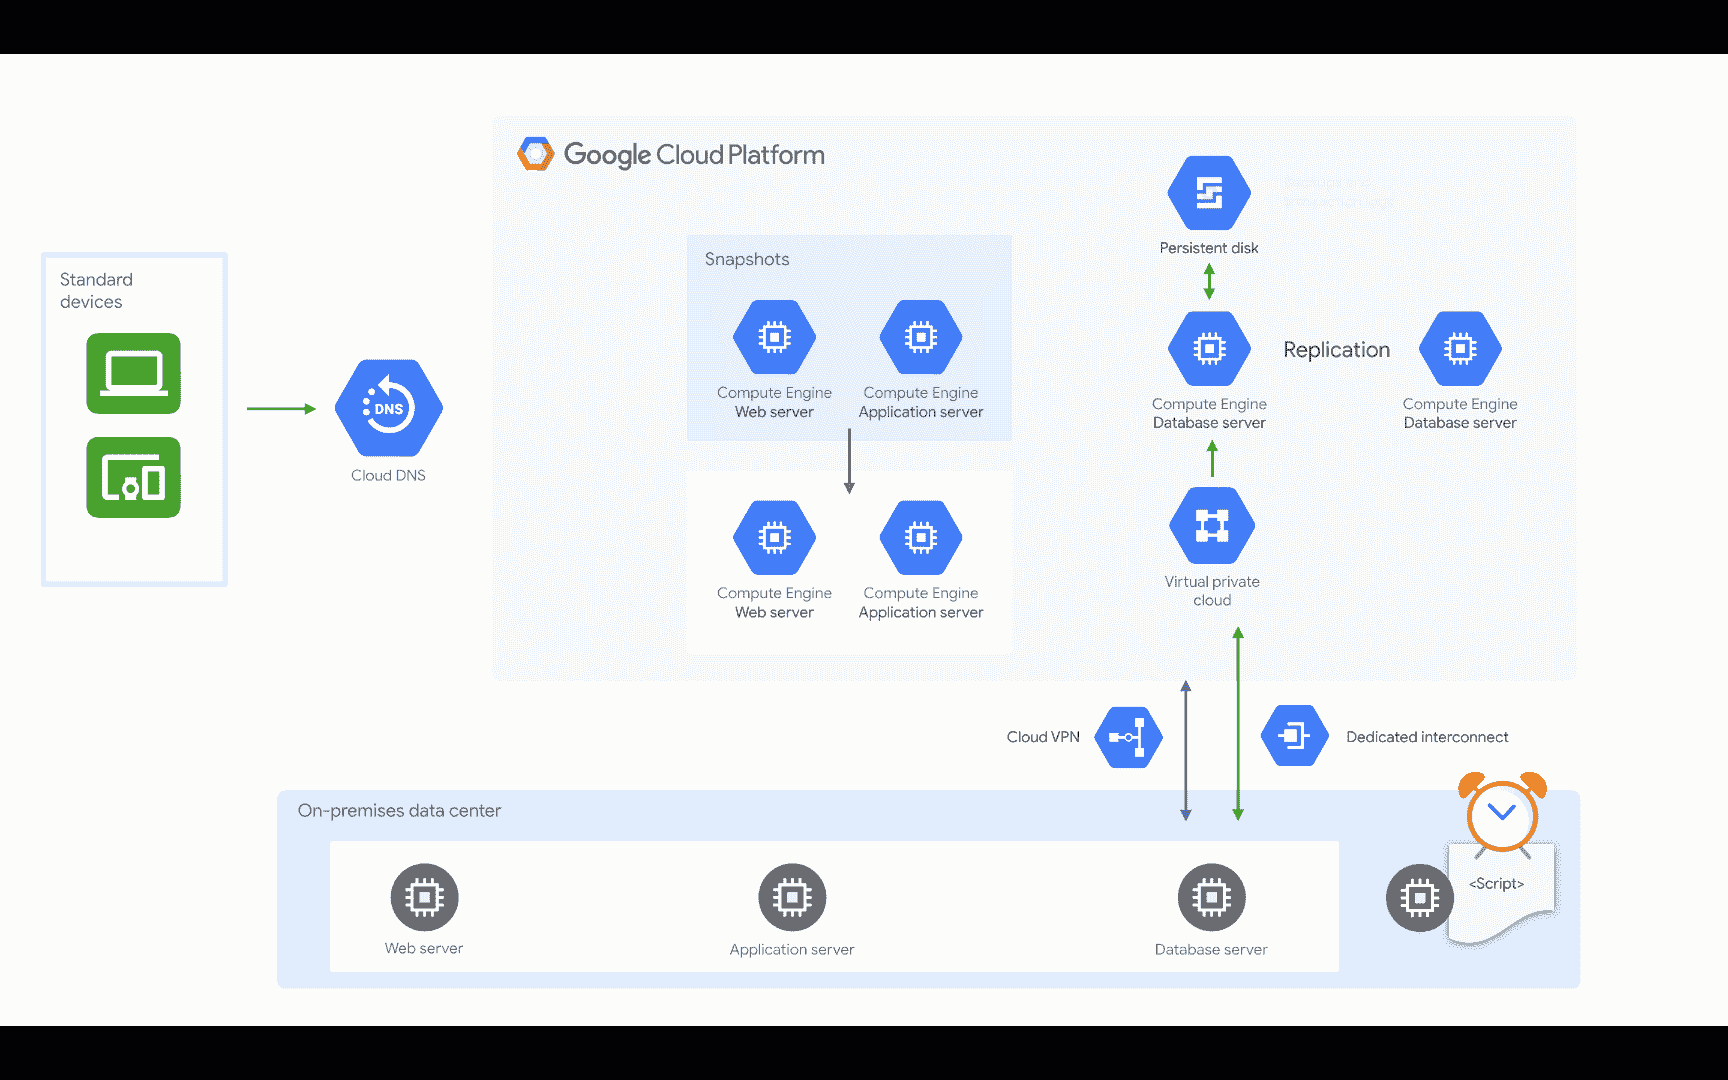 Google Cloud Platform
Standard
devices
DNS
Cloud DNS
Snapshots
Compute Engine
Web server
Compute Engine
Application server
Compute Engine
Web server
Compute Engine
Application server
Persistent disk
Compute Engine
Database server
Replication
Compute Engine
Database server
Virtual private
cloud
Cloud VPN
Dedicated interconnect
On-premises data center
Web server
Application server
Database server
<Script>